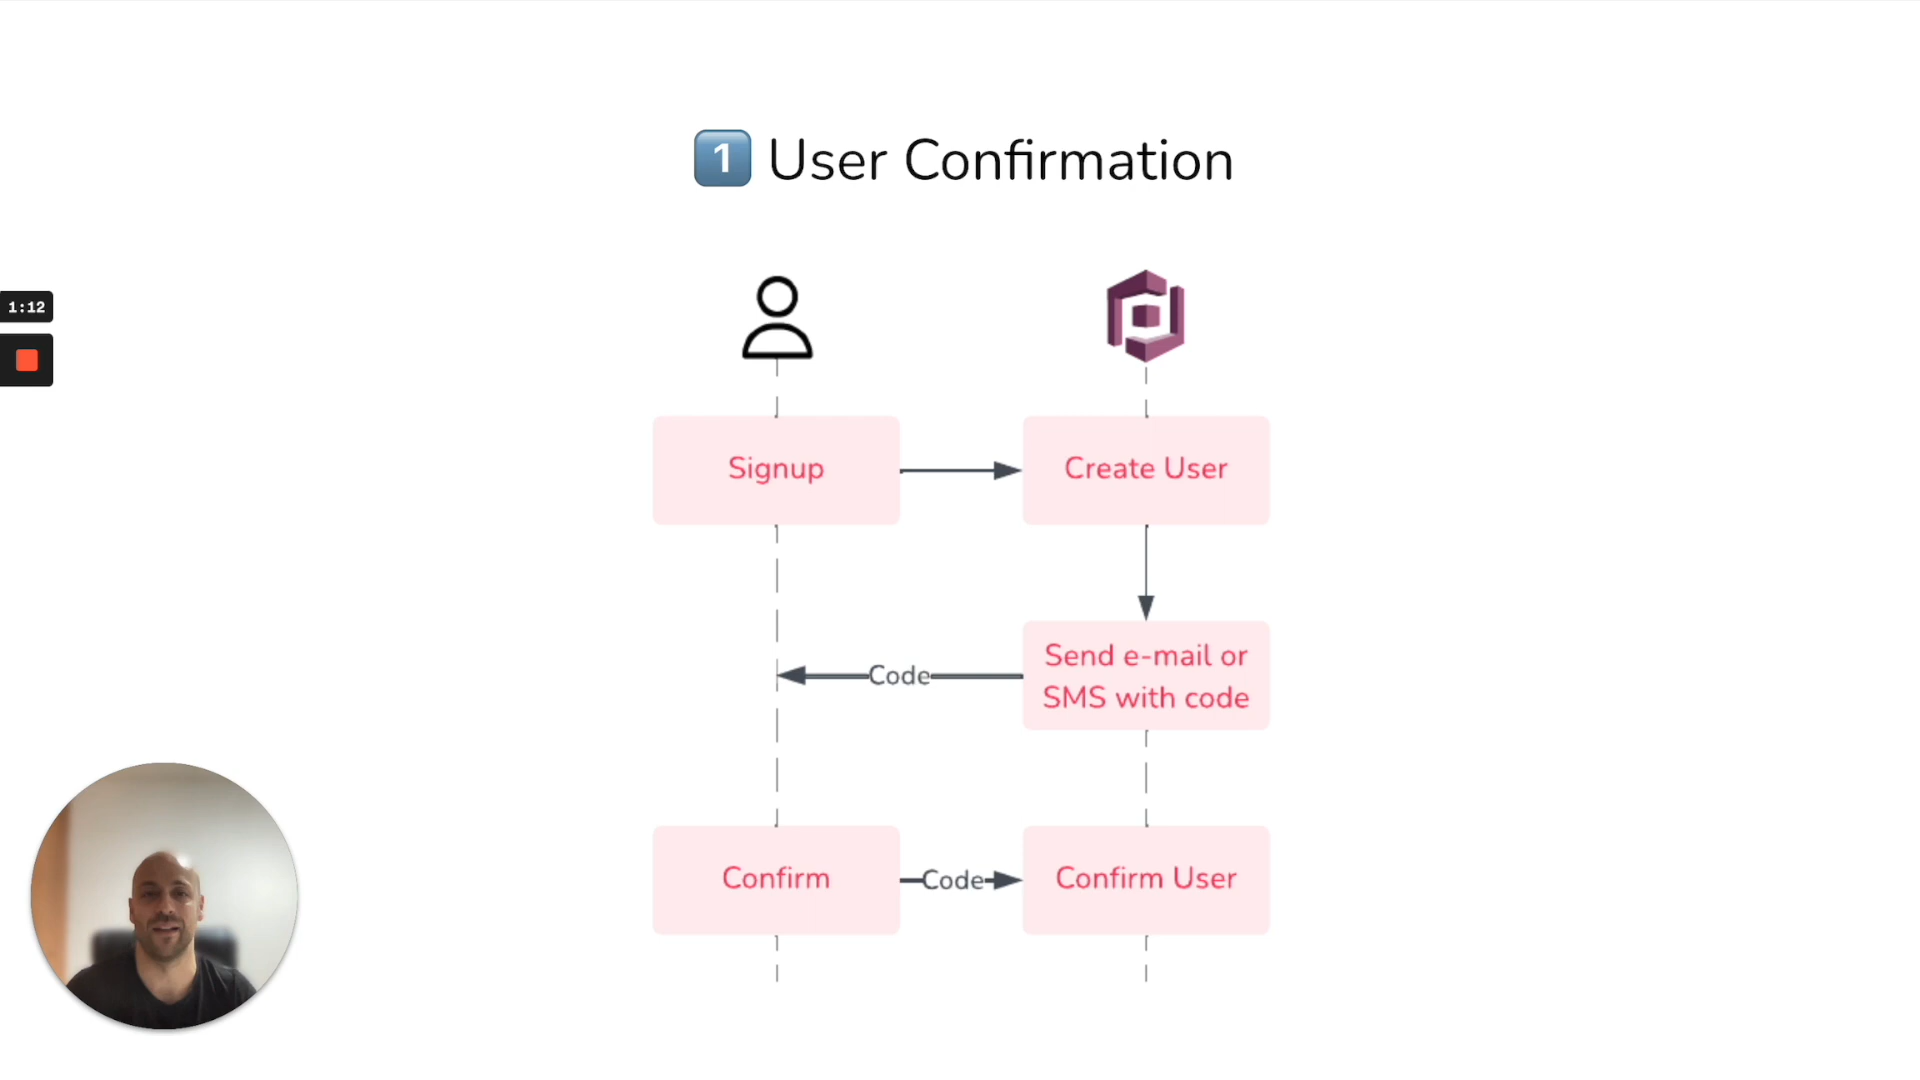 1 User Confirmation
1:12
Signup
Create User
Send e-mail or
SMS with code
Code
Confirm
Code
Confirm User